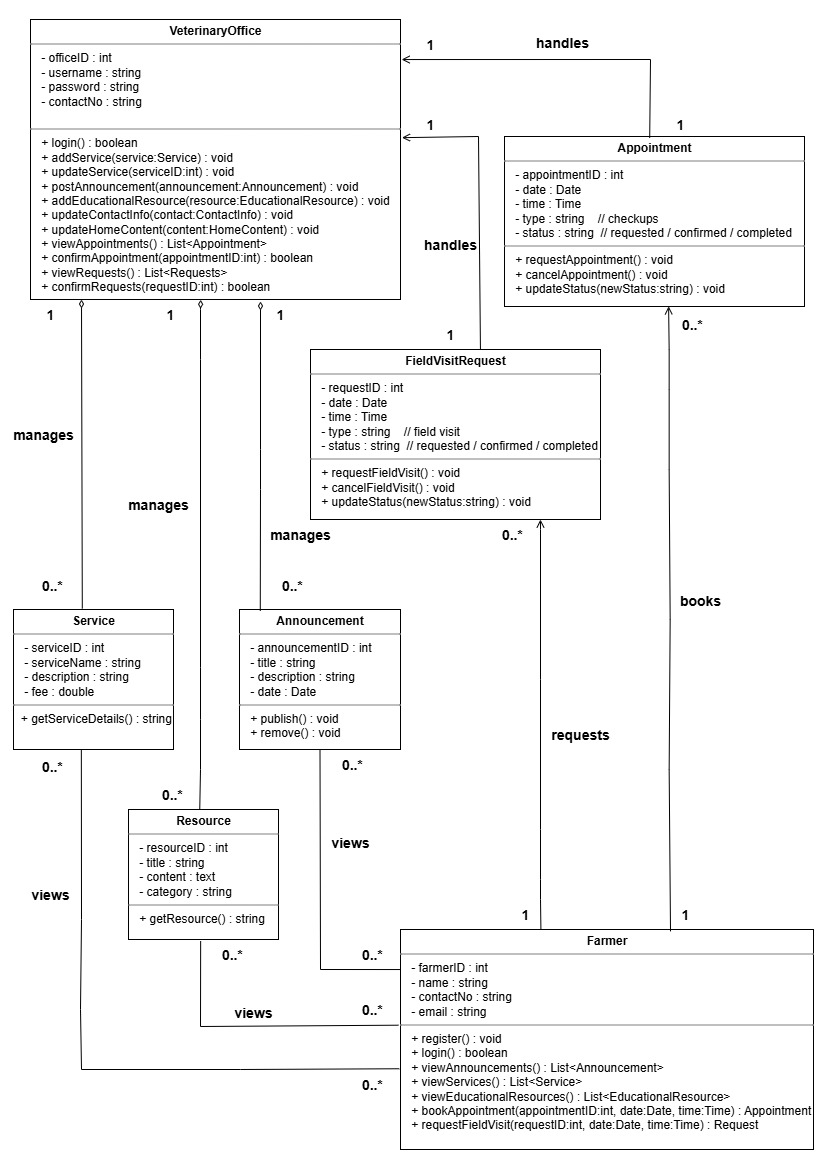 VeterinaryOffice
- officeID : int
- username : string
- password : string
- contactNo : string
+ login() : boolean
+ addService(service:Service) : void
+ updateService(serviceID:int) : void
+ postAnnouncement(announcement:Announcement) : void
+ addEducationalResource(resource:EducationalResource) : void
+ updateContactInfo(contact:ContactInfo) : void
+ updateHomeContent(content:HomeContent) : void
+ viewAppointments() : List<Appointment>
+ confirmAppointment(appointmentID:int) : boolean
+ viewRequests() : List<Requests>
+ confirmRequests(requestID:int) : boolean
1
handles
1
1
handles
1
Appointment
- appointmentID : int
- date : Date
- time : Time
- type : string // checkups
- status : string // requested / confirmed / completed
+ requestAppointment() : void
+ cancelAppointment() : void
+ updateStatus(newStatus:string) : void
0..*
1
1
1
FieldVisitRequest
- requestID : int
- date : Date
- time : Time
- type : string // field visit
- status : string // requested / confirmed / completed
+ requestFieldVisit() : void
+ cancelFieldVisit() : void
+ updateStatus(newStatus:string) : void
0..*
manages
manages
manages
0..*
0..*
books
Service
- serviceID : int
- serviceName : string
- description : string
- fee : double
+ getServiceDetails() : string
0..*
Announcement
- announcementID : int
- title : string
- description : string
- date : Date
+ publish() : void
+ remove() : void
0..*
requests
0..*
Resource
- resourceID : int
- title : string
- content : text
- category : string
+ getResource() : string
0..*
views
views
views
1
1
0..*
0..*
0..*
Farmer
- farmerID : int
- name : string
- contactNo : string
- email : string
+ register() : void
+ login() : boolean
+ viewAnnouncements() : List<Announcement>
+ viewServices() : List<Service>
+ viewEducationalResources() : List<EducationalResource>
+ bookAppointment(appointmentID:int, date:Date, time:Time) : Appointment
+ requestFieldVisit(requestID:int, date:Date, time:Time) : Request